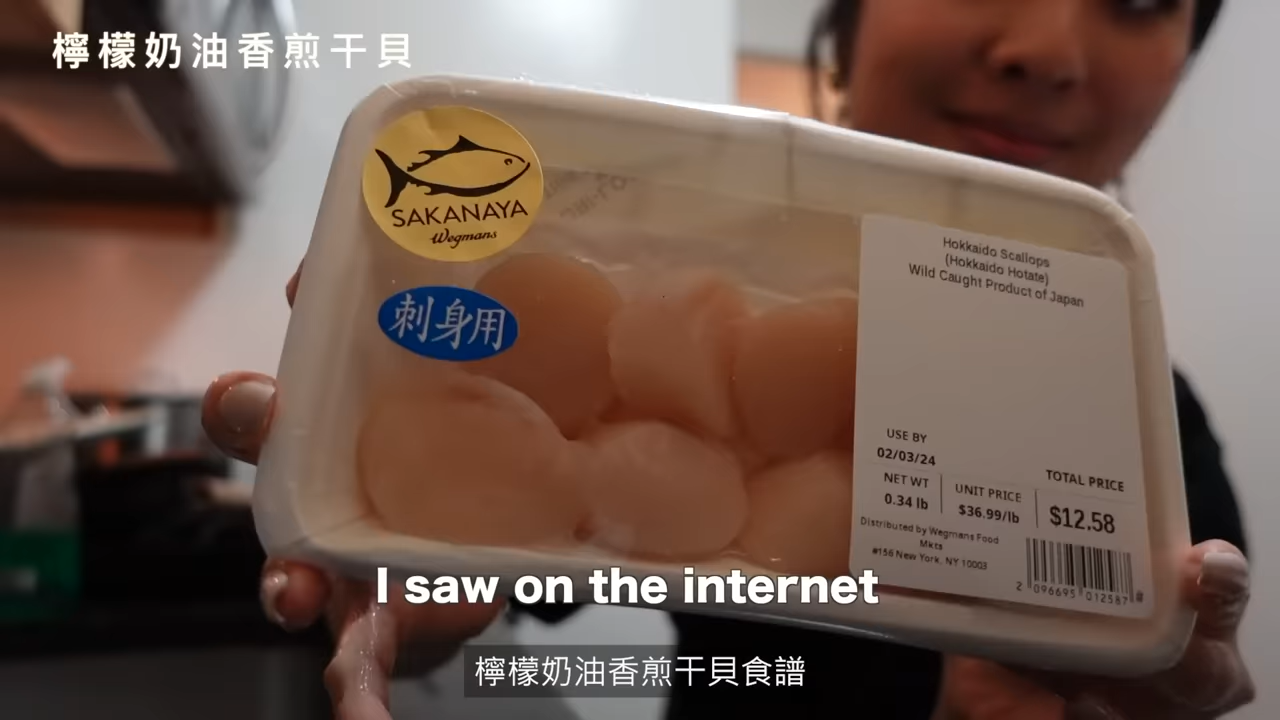 檸檬奶油香煎干貝
SAKANAYA
Wegmans
刺身用
Hokkaido Scallops
(Hokkaido Hotate)
Wild Caught Product of Japan
USE BY
02/03/24
TOTAL PRICE
NET WT
0.34 lb
UNIT PRICE
$36.99/lb
$12.58
Distributed by Wegmans Food
Mkts
#156 New York, NY 10003
2 096695 012587 #
I saw on the internet
檸檬奶油香煎干貝食譜